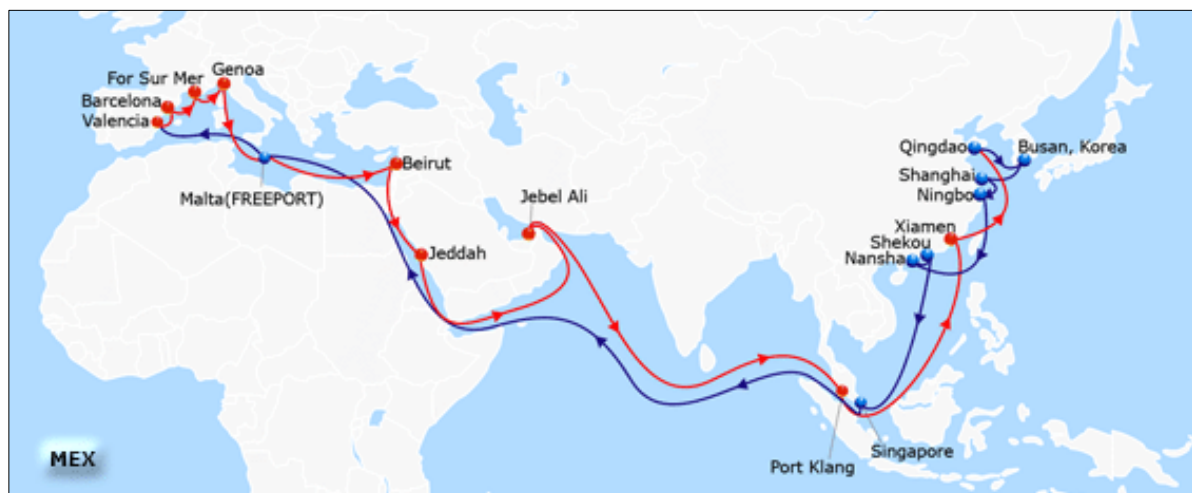 Genoa
For Sur Mer
Barcelona
Valencia
Malta(FREEPORT)
Beirut
Jeddah
Jebel Ali
Qingdao
Busan, Korea
Shanghai
Ningbo
Xiamen
Shekou
Nansha
Singapore
Port Klang
MEX